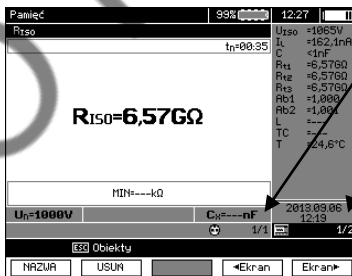 Pamięć 99% 12:27
RISO
tn=00:35
RISO=6,57GΩ
MIN=---kΩ
Un=1000V Cx=---nF
1/1
UISO =1065V
IL =162,1nA
C <1nF
Rt1 =6,57GΩ
Rt2 =6,57GΩ
Rt3 =6,57GΩ
Ab1 =1,000
Ab2 =1,001
L =---
TC =---
T =24,6°C
2013.09.06
12:19
1/2
ESC Obiekty
NAZWA USUŃ ◄Ekran Ekran►